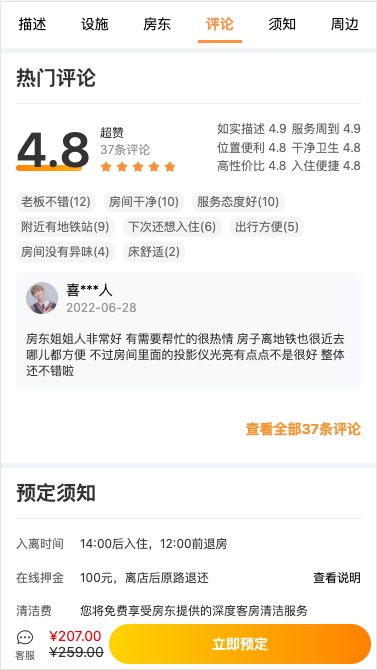 描述 设施 房东 评论 须知 周边
热门评论
4.8
超赞
37条评论
如实描述 4.9 服务周到 4.9
位置便利 4.8 干净卫生 4.8
高性价比 4.8 入住便捷 4.8
老板不错(12) 房间干净(10) 服务态度好(10)
附近有地铁站(9) 下次还想入住(6) 出行方便(5)
房间没有异味(4) 床舒适(2)
喜***人
2022-06-28
房东姐姐人非常好 有需要帮忙的很热情 房子离地铁也很近去
哪儿都方便 不过房间里面的投影仪光亮有点点不是很好 整体
还不错啦
查看全部37条评论
预定须知
入离时间 14:00后入住，12:00前退房
在线押金 100元，离店后原路退还 查看说明
清洁费 您将免费享受房东提供的深度客房清洁服务
客服
¥207.00
¥259.00
立即预定